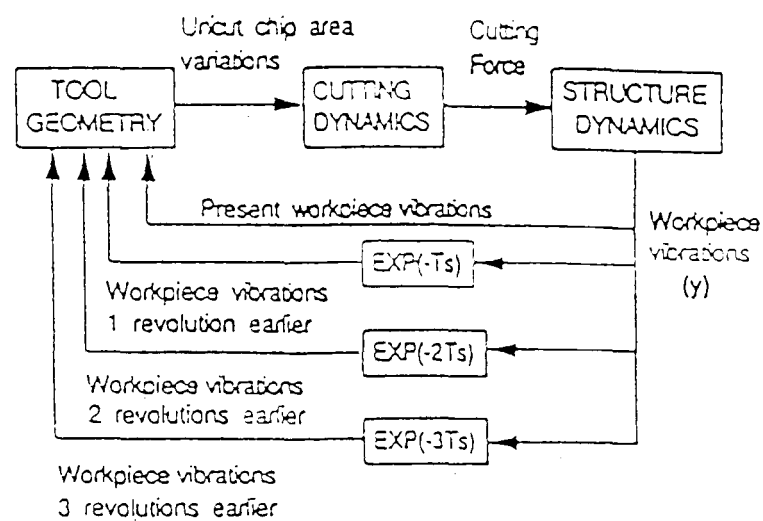 Uncut chip area
variations
Cutting
Force
TOOL
GEOMETRY
CUTTING
DYNAMICS
STRUCTURE
DYNAMICS
Present workpiece vibrations
Workpiece
vibrations
(y)
EXP(-Ts)
Workpiece vibrations
1 revolution earlier
EXP(-2Ts)
Workpiece vibrations
2 revolutions earlier
EXP(-3Ts)
Workpiece vibrations
3 revolutions earlier